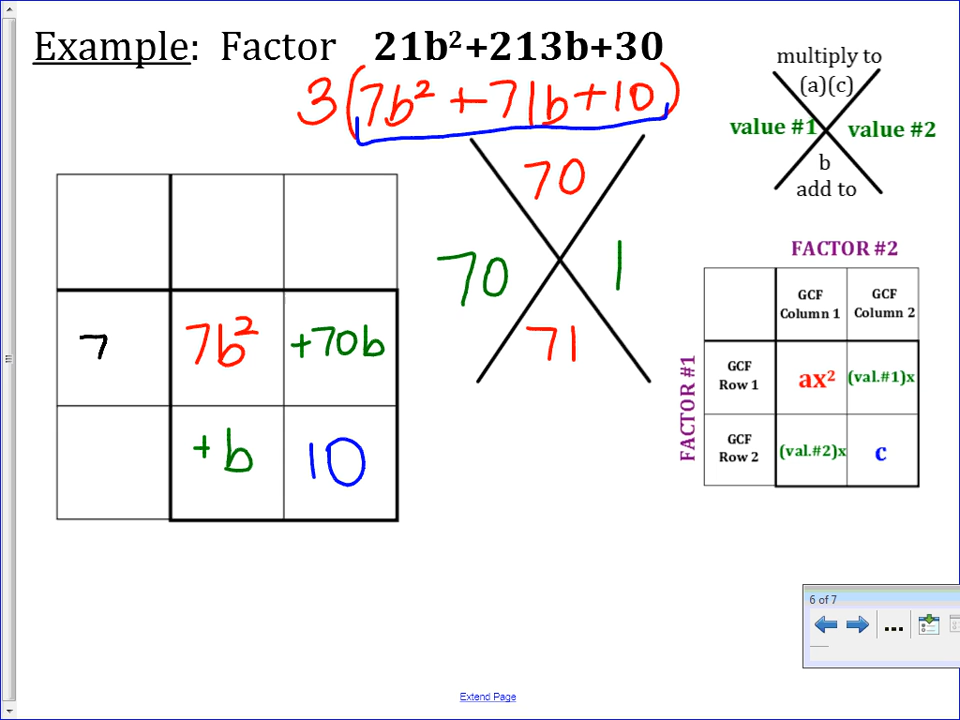 Example: Factor 21b²+213b+30
3(7b² + 71b + 10)
multiply to
(a)(c)
value #1 value #2
b
add to
70
70 1
71
7 7b² +70b
+b 10
FACTOR #2
FACTOR #1
GCF Column 1 GCF Column 2
GCF Row 1 ax² (val.#1)x
GCF Row 2 (val.#2)x c
6 of 7
...
Extend Page